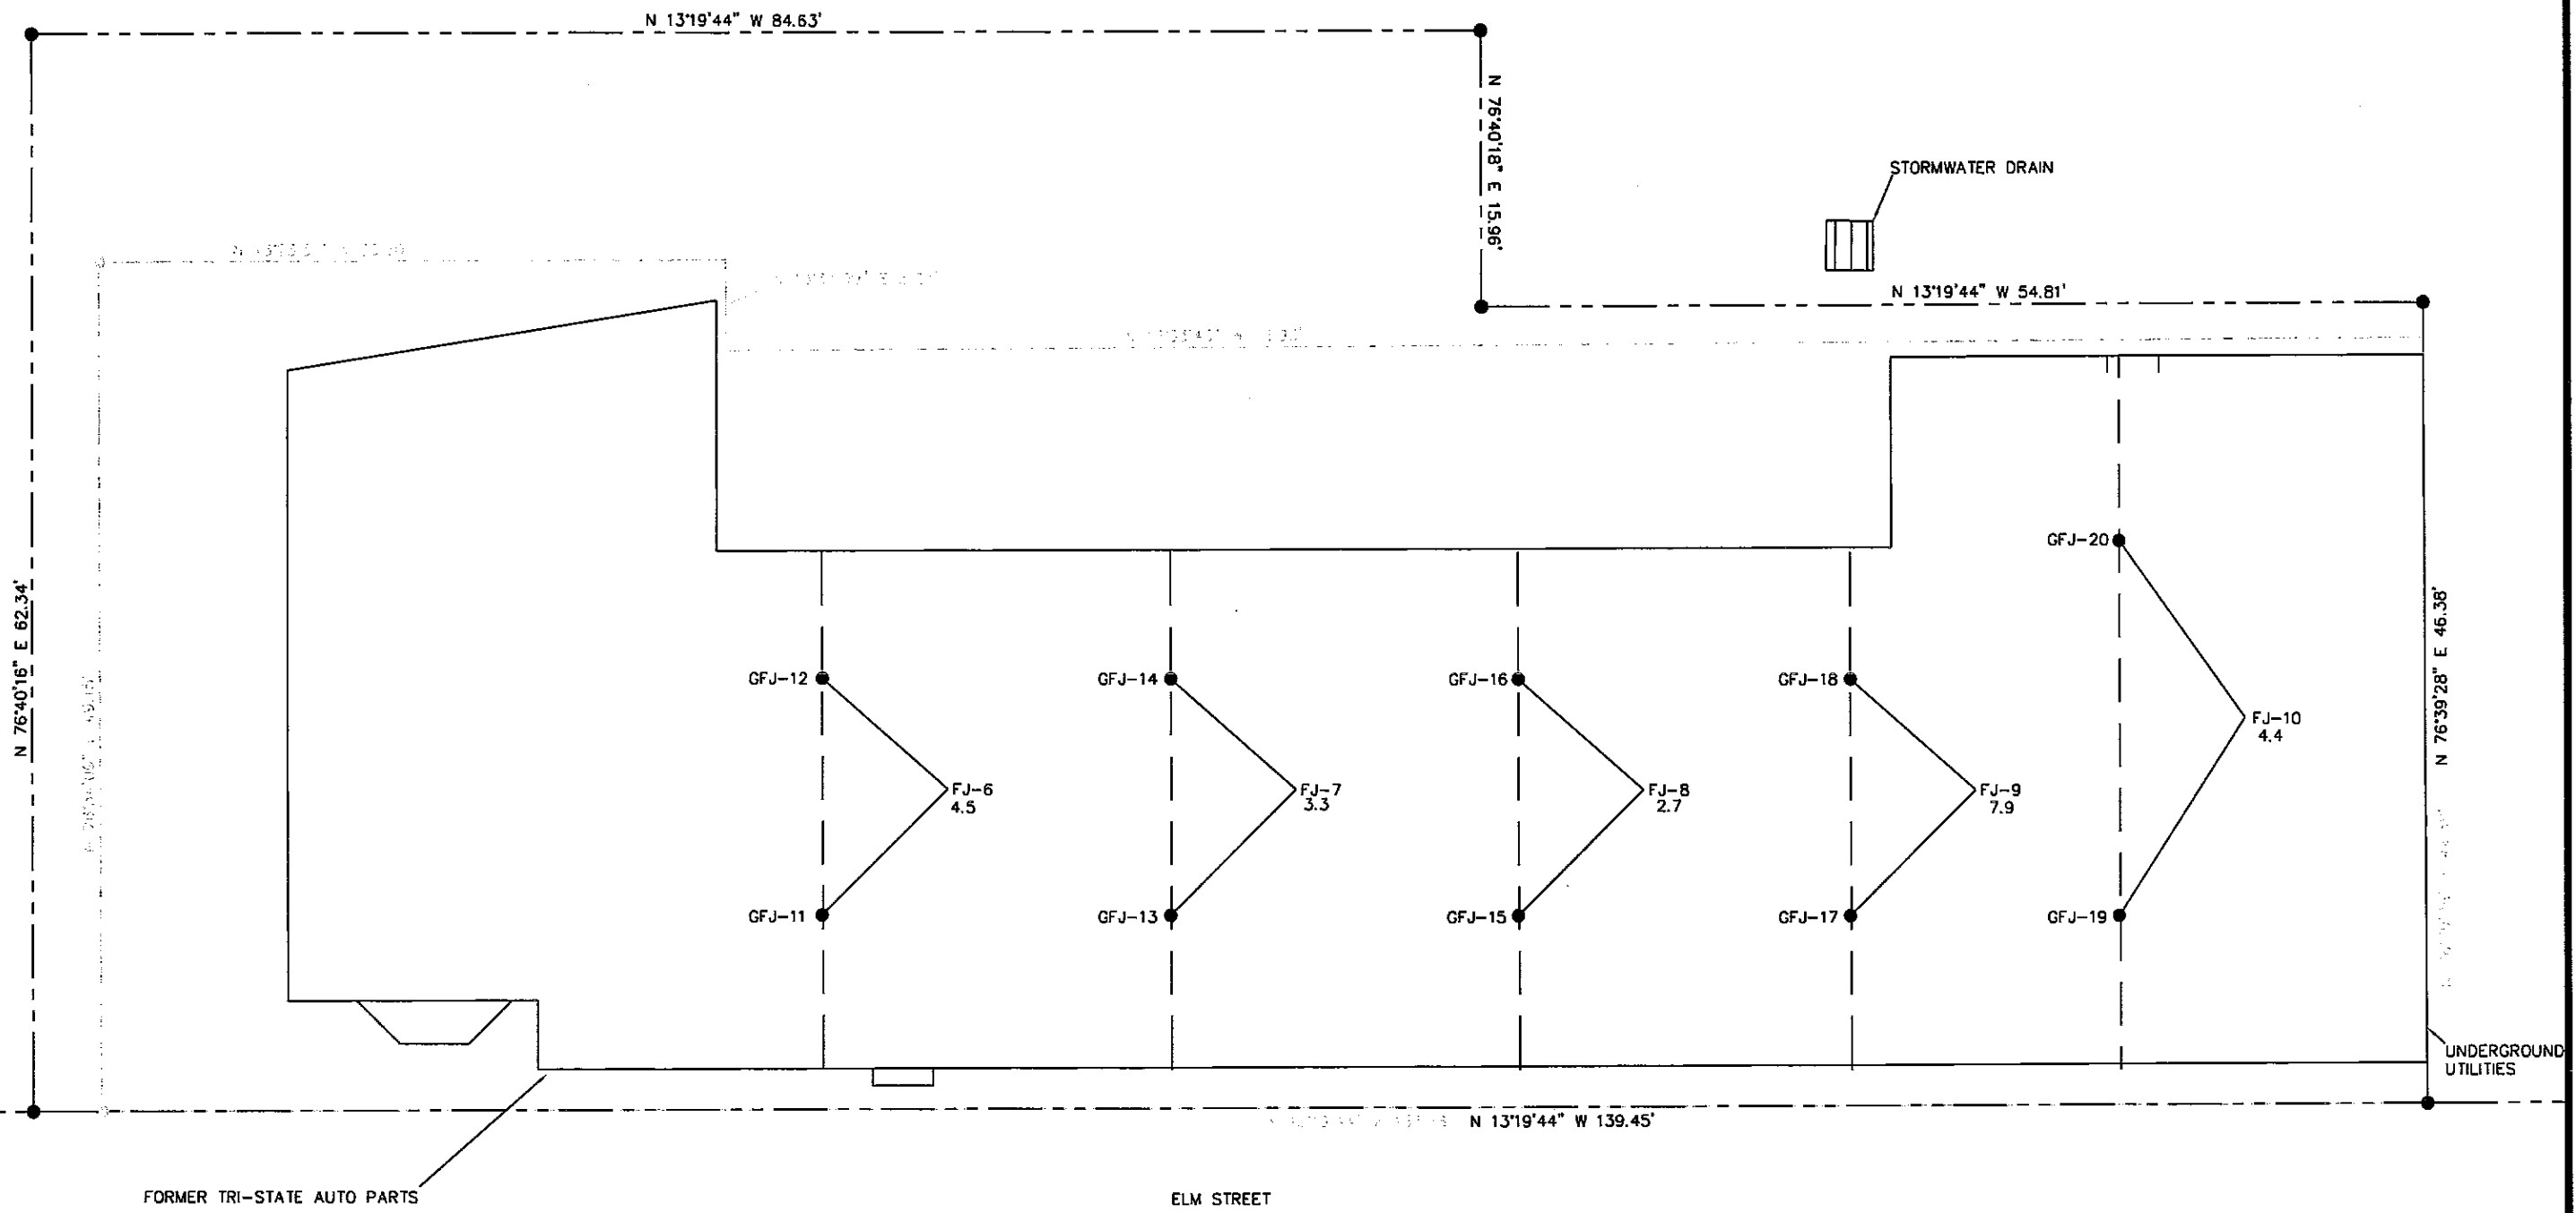 N 13°19'44" W 84.63'
N 76°40'18" E 15.96'
STORMWATER DRAIN
N 13°19'44" W 54.81'
N 76°40'16" E 62.34'
GFJ-20
GFJ-12
GFJ-14
GFJ-16
GFJ-18
FJ-10
4.4
N 76°39'28" E 46.38'
FJ-6
4.5
FJ-7
3.3
FJ-8
2.7
FJ-9
7.9
GFJ-11
GFJ-13
GFJ-15
GFJ-17
GFJ-19
UNDERGROUND
UTILITIES
N 13°19'44" W 139.45'
FORMER TRI-STATE AUTO PARTS
ELM STREET